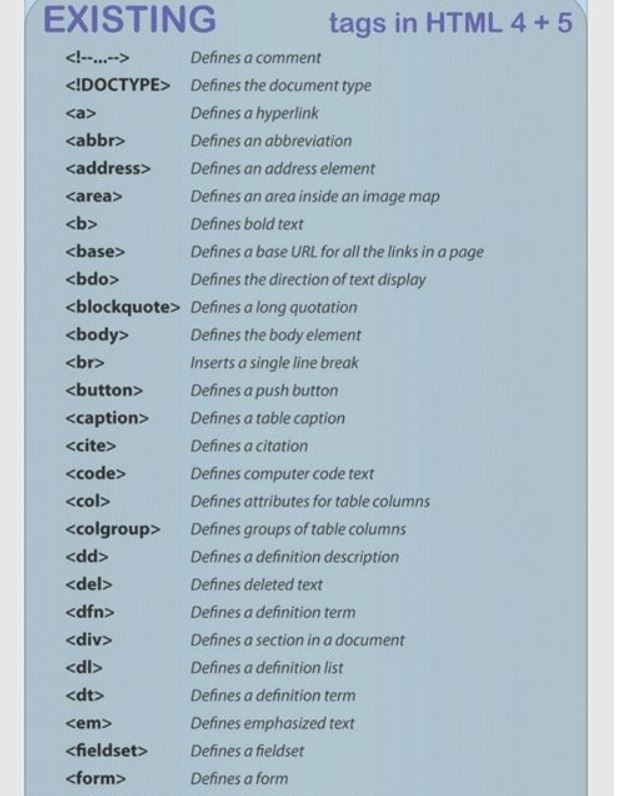 EXISTING tags in HTML 4 + 5
<!--...--> Defines a comment
<!DOCTYPE> Defines the document type
<a> Defines a hyperlink
<abbr> Defines an abbreviation
<address> Defines an address element
<area> Defines an area inside an image map
<b> Defines bold text
<base> Defines a base URL for all the links in a page
<bdo> Defines the direction of text display
<blockquote> Defines a long quotation
<body> Defines the body element
<br> Inserts a single line break
<button> Defines a push button
<caption> Defines a table caption
<cite> Defines a citation
<code> Defines computer code text
<col> Defines attributes for table columns
<colgroup> Defines groups of table columns
<dd> Defines a definition description
<del> Defines deleted text
<dfn> Defines a definition term
<div> Defines a section in a document
<dl> Defines a definition list
<dt> Defines a definition term
<em> Defines emphasized text
<fieldset> Defines a fieldset
<form> Defines a form